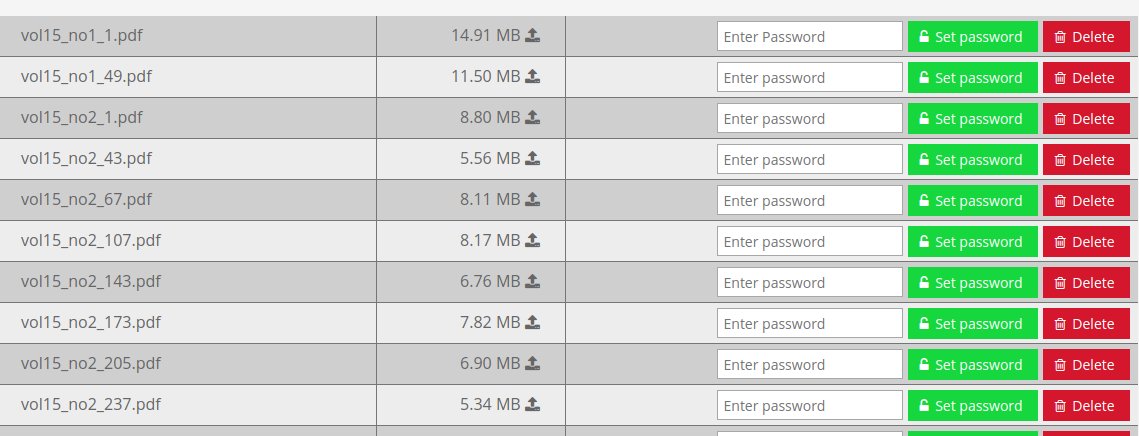 vol15_no1_1.pdf 14.91 MB Enter Password Set password Delete
vol15_no1_49.pdf 11.50 MB Enter password Set password Delete
vol15_no2_1.pdf 8.80 MB Enter password Set password Delete
vol15_no2_43.pdf 5.56 MB Enter password Set password Delete
vol15_no2_67.pdf 8.11 MB Enter password Set password Delete
vol15_no2_107.pdf 8.17 MB Enter password Set password Delete
vol15_no2_143.pdf 6.76 MB Enter password Set password Delete
vol15_no2_173.pdf 7.82 MB Enter password Set password Delete
vol15_no2_205.pdf 6.90 MB Enter password Set password Delete
vol15_no2_237.pdf 5.34 MB Enter password Set password Delete